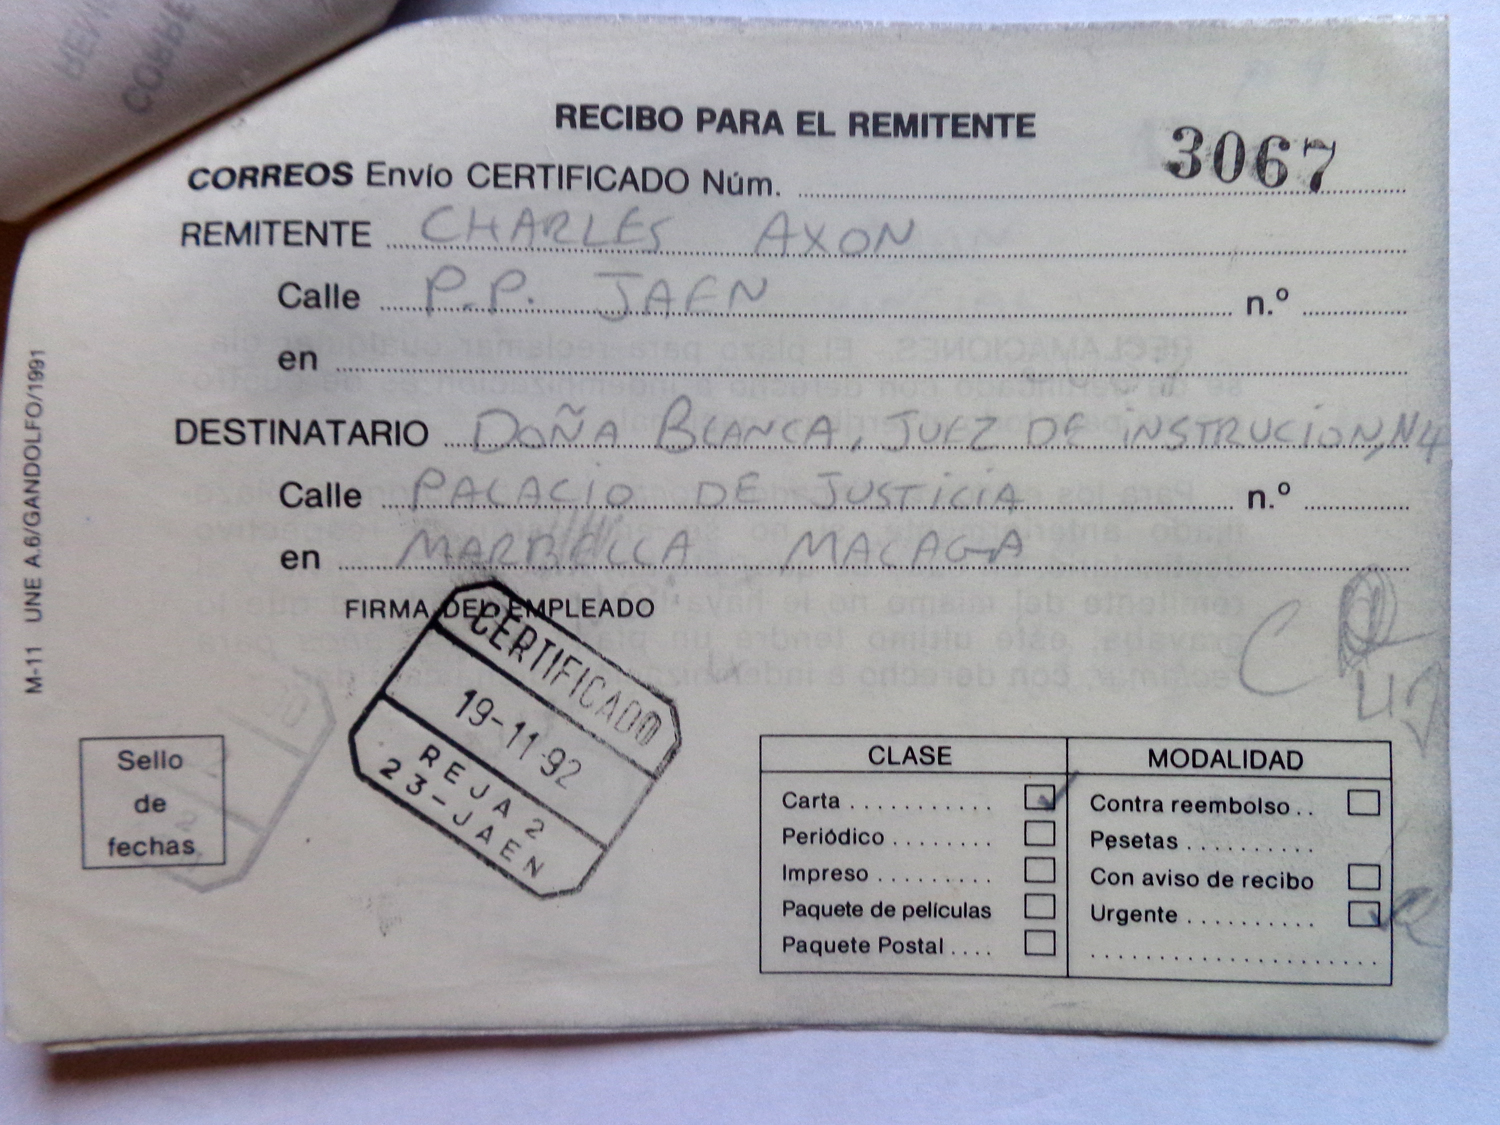 RECIBO PARA EL REMITENTE
CORREOS Envío CERTIFICADO Núm. 3067
REMITENTE CHARLES AXON
Calle P.P. JAEN n.º
en
DESTINATARIO DOÑA BLANCA, JUEZ DE INSTRUCION, N4
Calle PALACIO DE JUSTICIA n.º
en MARBELLA MALAGA
FIRMA DEL EMPLEADO
CERTIFICADO
19-11-92
REJA 2
23-JAEN
Sello
de
fechas
CLASE
Carta
Periódico
Impreso
Paquete de películas
Paquete Postal
MODALIDAD
Contra reembolso
Pesetas
Con aviso de recibo
Urgente
M-11 UNE A.6/GANDOLFO/1991